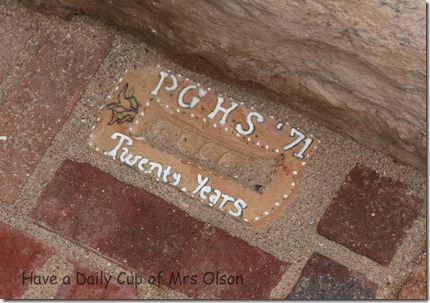 PGHS '71
Twenty Years
Have a Daily Cup of Mrs Olson